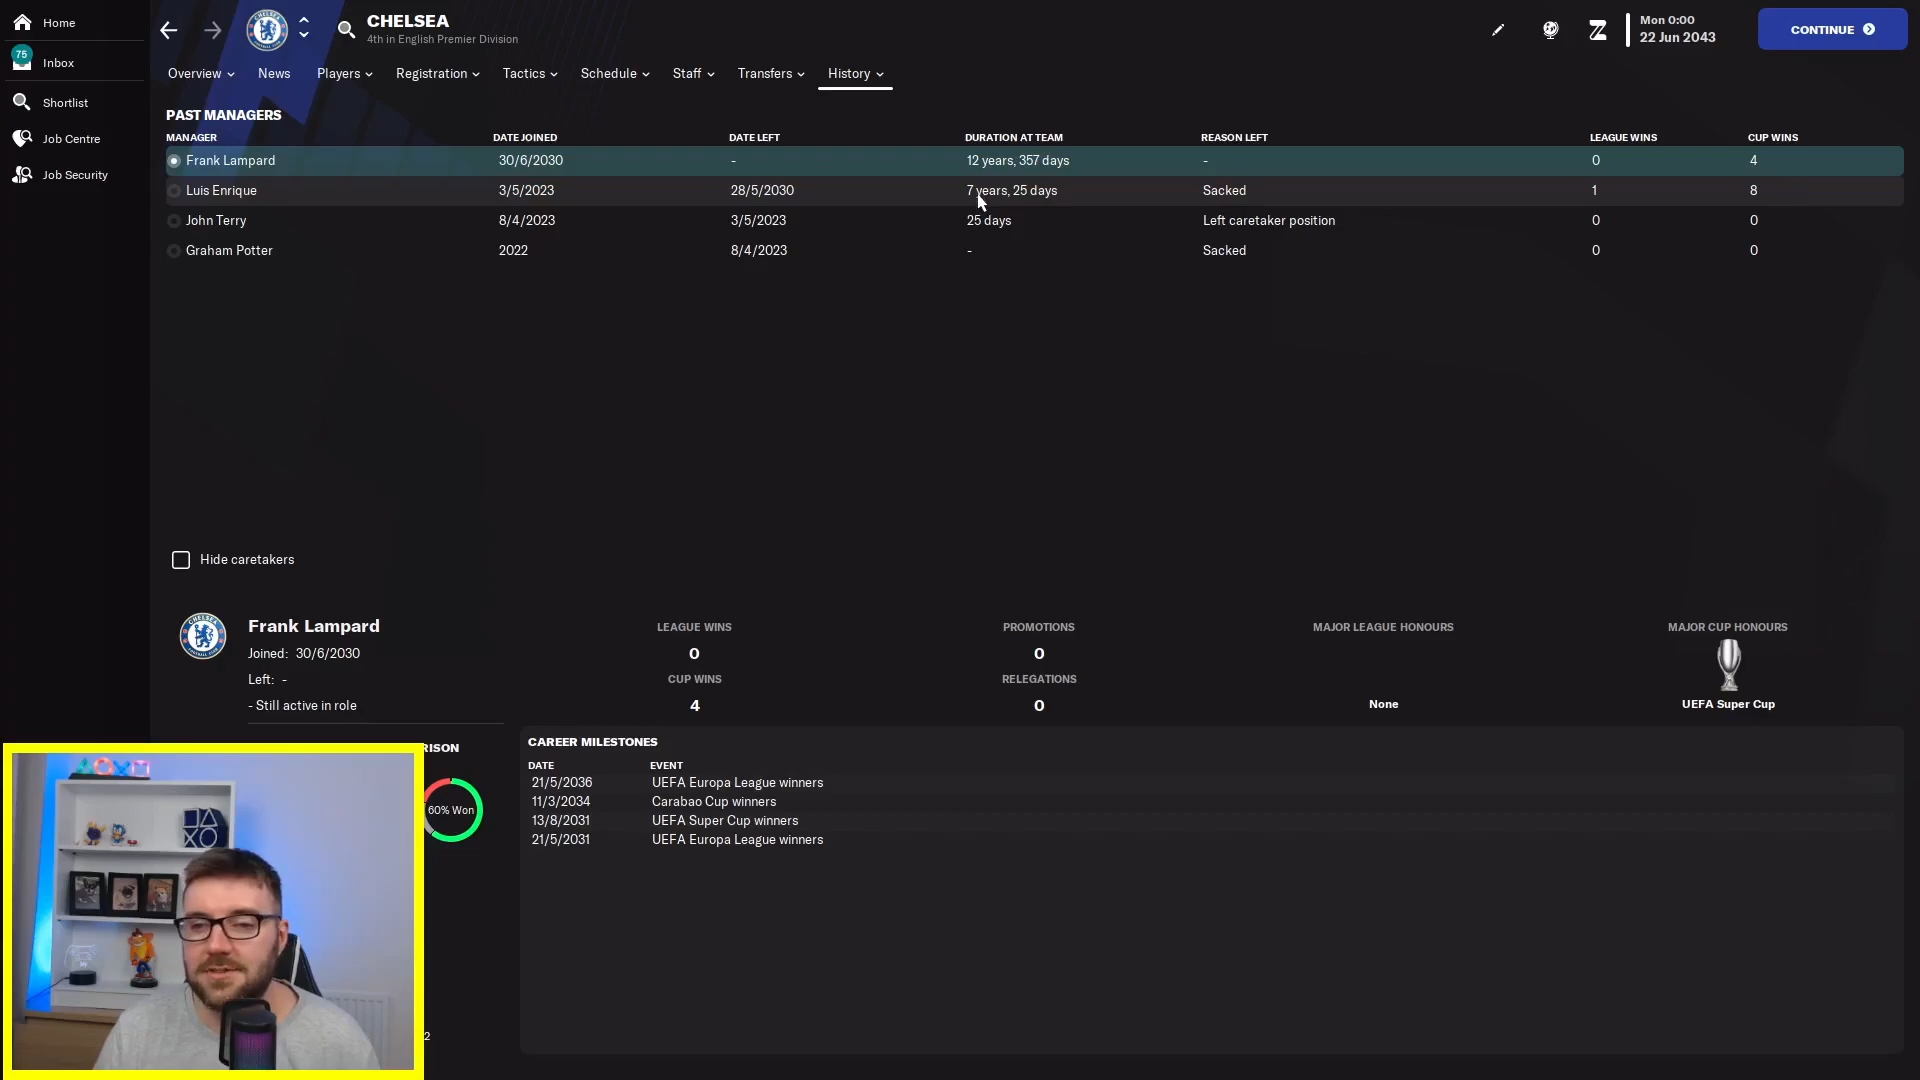 Home
75
Inbox
Shortlist
Job Centre
Job Security
CHELSEA
4th in English Premier Division
Mon 0:00
22 Jun 2043
CONTINUE
Overview News Players Registration Tactics Schedule Staff Transfers History
PAST MANAGERS
MANAGER DATE JOINED DATE LEFT DURATION AT TEAM REASON LEFT LEAGUE WINS CUP WINS
Frank Lampard 30/6/2030 - 12 years, 357 days - 0 4
Luis Enrique 3/5/2023 28/5/2030 7 years, 25 days Sacked 1 8
John Terry 8/4/2023 3/5/2023 25 days Left caretaker position 0 0
Graham Potter 2022 8/4/2023 - Sacked 0 0
Hide caretakers
Frank Lampard
Joined: 30/6/2030
Left: -
- Still active in role
LEAGUE WINS
0
CUP WINS
4
PROMOTIONS
0
RELEGATIONS
0
MAJOR LEAGUE HONOURS
None
MAJOR CUP HONOURS
UEFA Super Cup
RISON
60% Won
2
CAREER MILESTONES
DATE EVENT
21/5/2036 UEFA Europa League winners
11/3/2034 Carabao Cup winners
13/8/2031 UEFA Super Cup winners
21/5/2031 UEFA Europa League winners